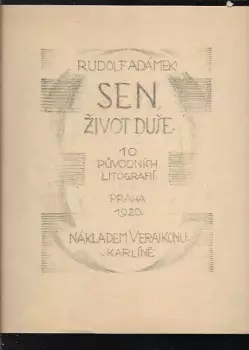 RUDOLF ADÁMEK:
SEN,
ŽIVOT DUŠE.
10
PŮVODNÍCH
LITOGRAFIÍ
PRAHA
1920.
NÁKLADEM VERAIKONU
V KARLÍNĚ